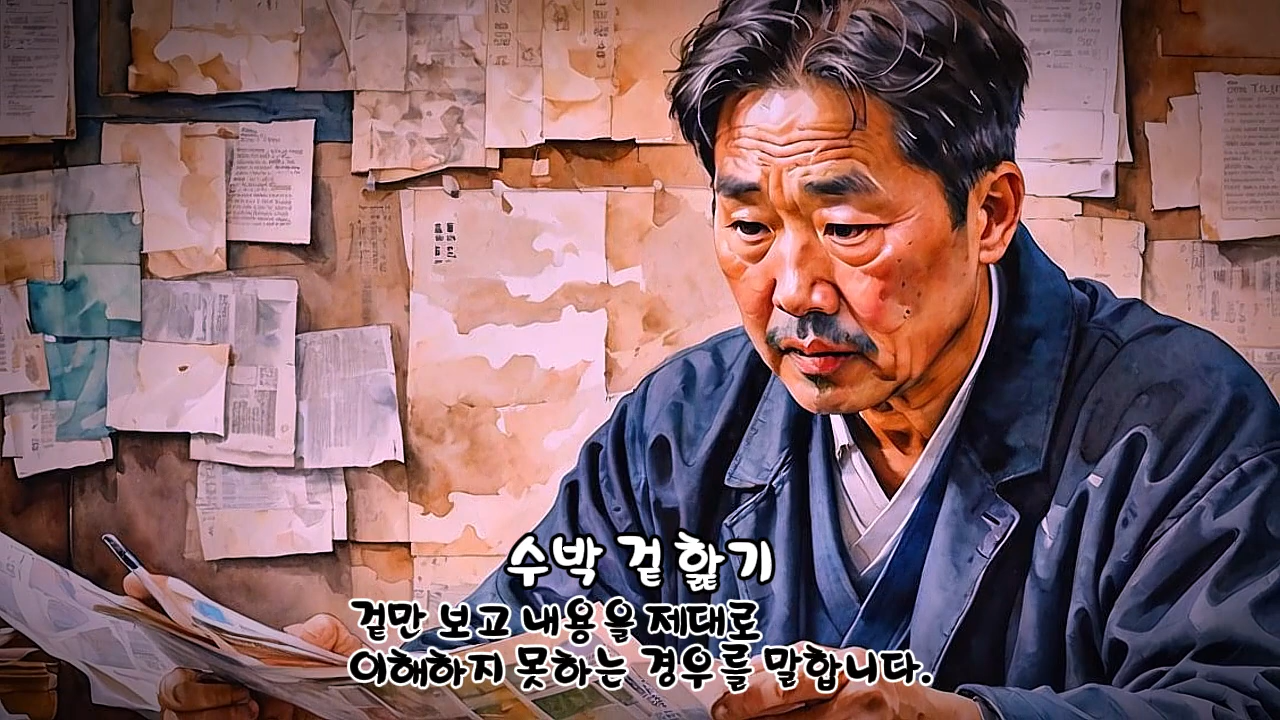 수박 겉 핥기
겉만 보고 내용을 제대로
이해하지 못하는 경우를 말합니다.